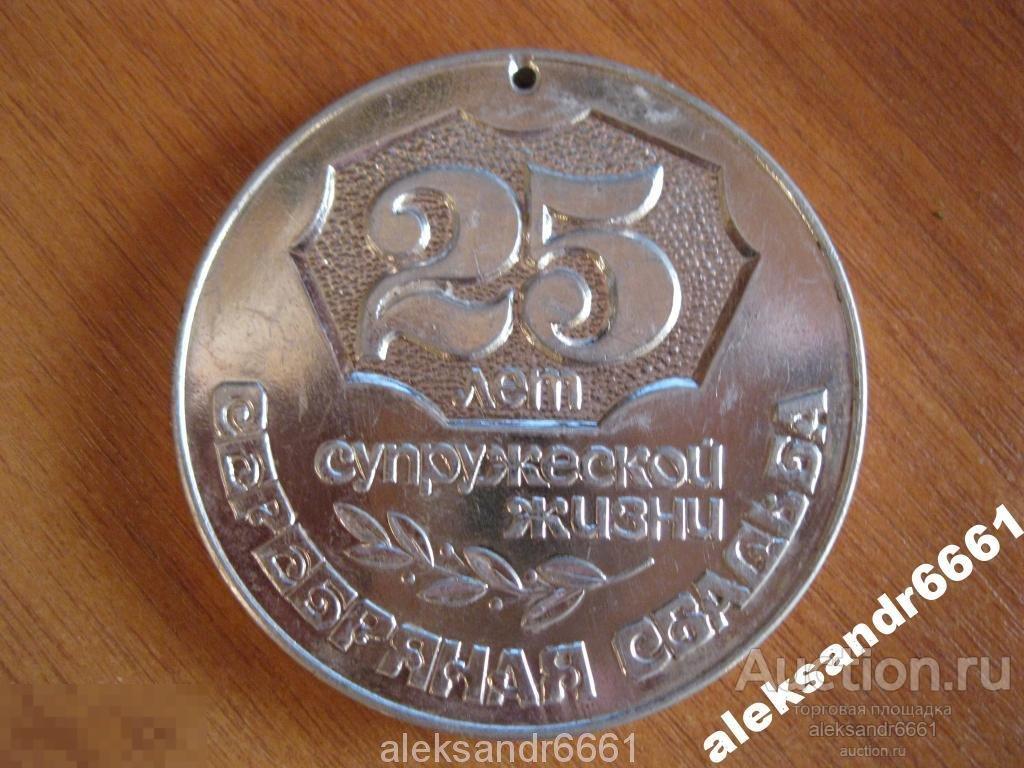 25
лет
супружеской
жизни
СЕРЕБРЯНАЯ СВАДЬБА
aleksandr6661
Auction.ru
торговая площадка
aleksandr6661
auction.ru
aleksandr6661